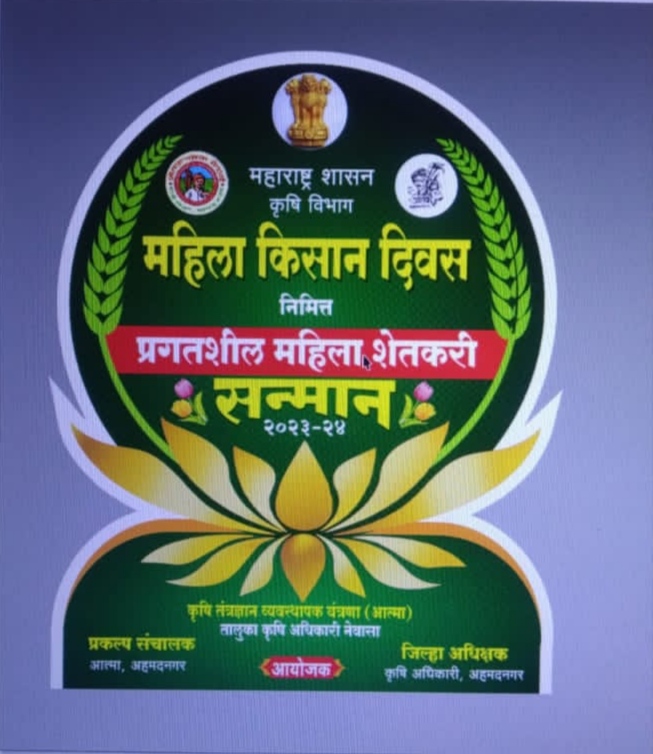 महाराष्ट्र शासन
कृषि विभाग
महिला किसान दिवस
निमित्त
प्रगतशील महिला शेतकरी
सन्मान
२०२३-२४
कृषि तंत्रज्ञान व्यवस्थापक यंत्रणा (आत्मा)
तालुका कृषि अधिकारी नेवासा
प्रकल्प संचालक
आत्मा, अहमदनगर
आयोजक
जिल्हा अधिक्षक
कृषि अधिकारी, अहमदनगर